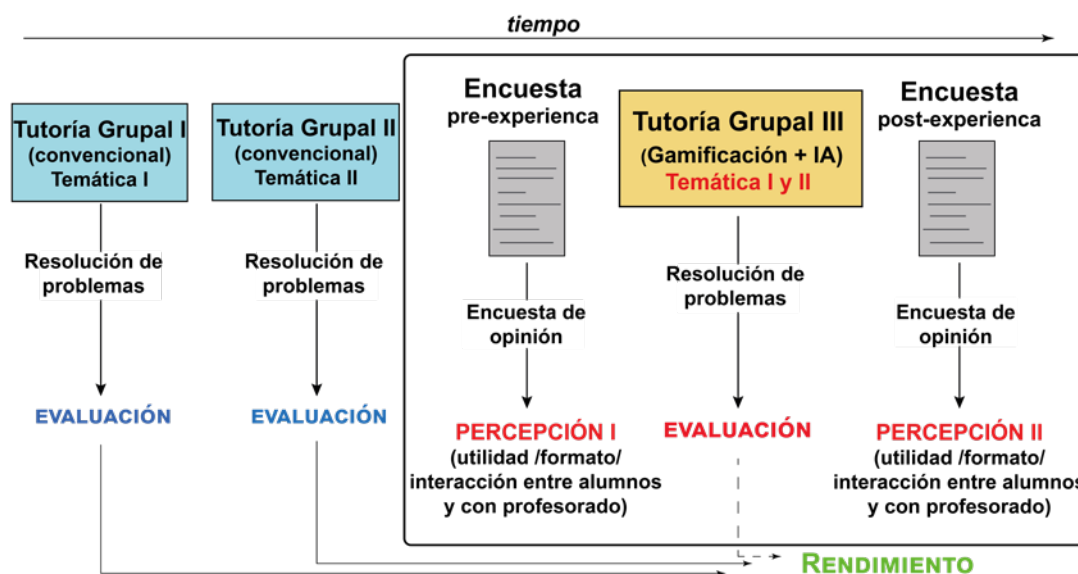 tiempo
Tutoría Grupal I
(convencional)
Temática I
Resolución de
problemas
EVALUACIÓN
Tutoría Grupal II
(convencional)
Temática II
Resolución de
problemas
EVALUACIÓN
Encuesta
pre-experienca
Encuesta de
opinión
PERCEPCIÓN I
(utilidad /formato/
interacción entre alumnos
y con profesorado)
Tutoría Grupal III
(Gamificación + IA)
Temática I y II
Resolución de
problemas
EVALUACIÓN
Encuesta
post-experienca
Encuesta de
opinión
PERCEPCIÓN II
(utilidad /formato/
interacción entre alumnos
y con profesorado)
RENDIMIENTO